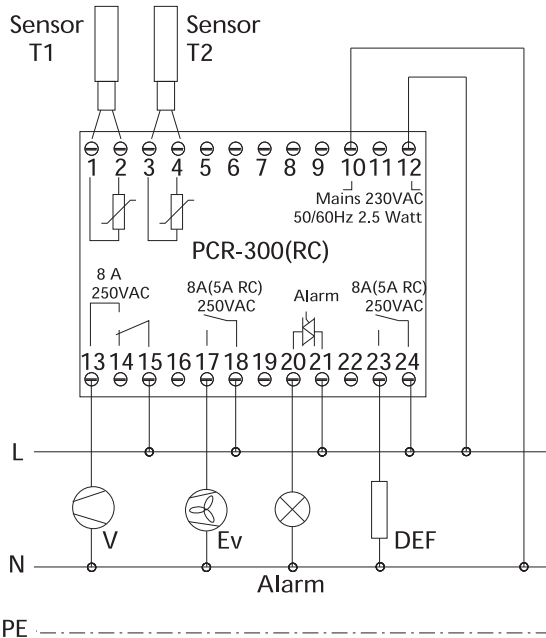 Sensor
T1
Sensor
T2
1 2 3 4 5 6 7 8 9 10 11 12
Mains 230VAC
50/60Hz 2.5 Watt
PCR-300(RC)
8 A
250VAC
8A(5A RC)
250VAC
Alarm
8A(5A RC)
250VAC
13 14 15 16 17 18 19 20 21 22 23 24
L
V
Ev
DEF
N
Alarm
PE